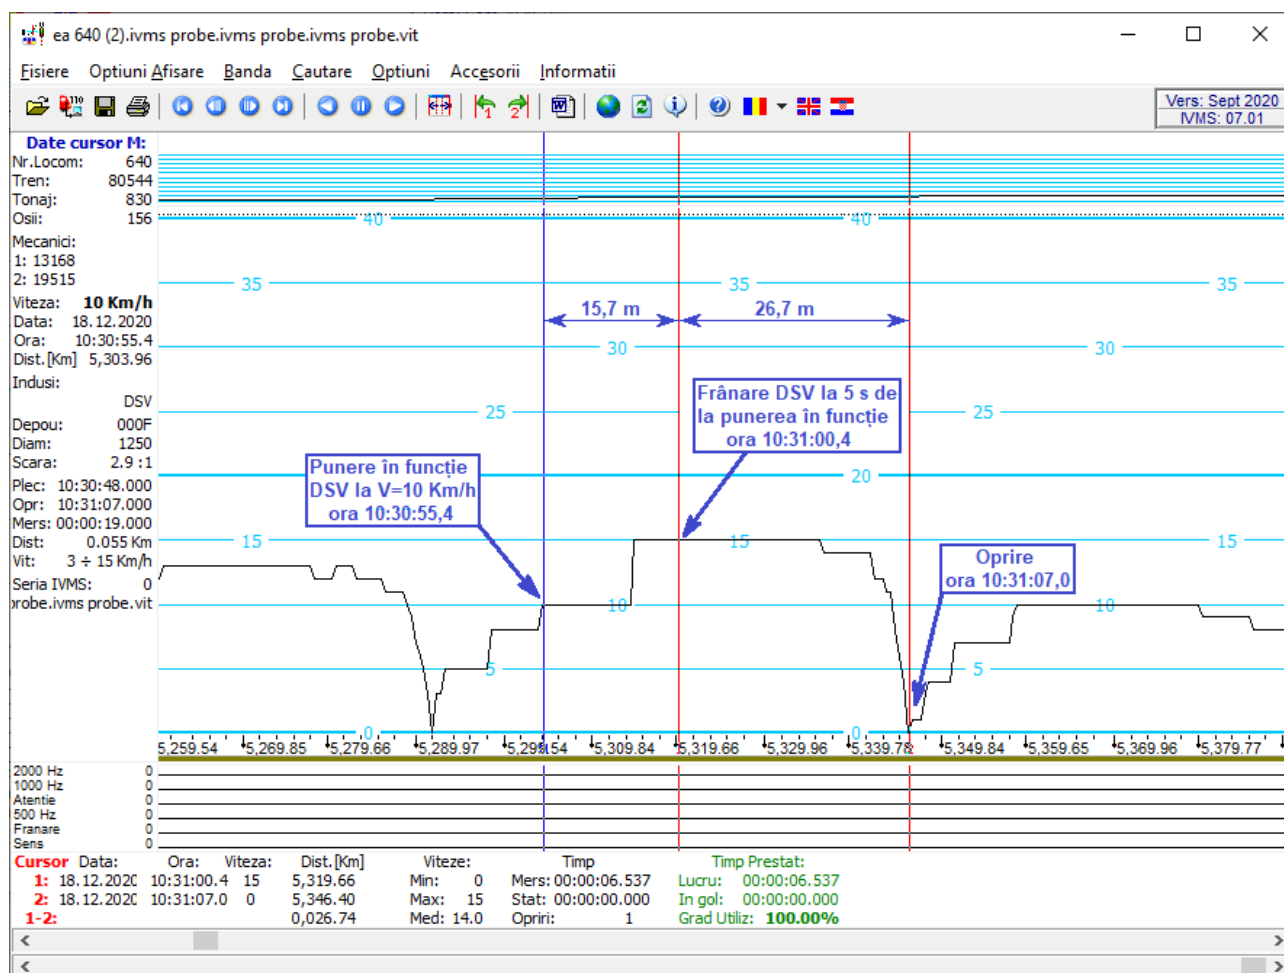 ea 640 (2).ivms probe.ivms probe.ivms probe.vit
Fisiere Optiuni Afisare Banda Cautare Optiuni Accesorii Informatii
110
1 2
Vers: Sept 2020
IVMS: 07.01
Date cursor M:
Nr.Locom: 640
Tren: 80544
Tonaj: 830
Osii: 156
Mecanici:
1: 13168
2: 19515
Viteza: 10 Km/h
Data: 18.12.2020
Ora: 10:30:55.4
Dist.[Km] 5,303.96
Indusi:
DSV
Depou: 000F
Diam: 1250
Scara: 2.9 :1
Plec: 10:30:48.000
Opr: 10:31:07.000
Mers: 00:00:19.000
Dist: 0.055 Km
Vit: 3 ÷ 15 Km/h
Seria IVMS: 0
probe.ivms probe.vit
40 40
35 35 35
15,7 m 26,7 m
30 30
25 25
Frânare DSV la 5 s de
la punerea în funcție
ora 10:31:00,4
20
Punere în funcție
DSV la V=10 Km/h
ora 10:30:55,4
15 15 15
Oprire
ora 10:31:07,0
10 10
5 5
0 0
5,259.54 5,269.85 5,279.66 5,289.97 5,299.54 5,309.84 5,319.66 5,329.96 5,339.78 5,349.84 5,359.65 5,369.96 5,379.77
2000 Hz 0
1000 Hz 0
Atentie 0
500 Hz 0
Franare 0
Sens 0
Cursor Data: Ora: Viteza: Dist.[Km] Viteze: Timp Timp Prestat:
1: 18.12.2020 10:31:00.4 15 5,319.66 Min: 0 Mers: 00:00:06.537 Lucru: 00:00:06.537
2: 18.12.2020 10:31:07.0 0 5,346.40 Max: 15 Stat: 00:00:00.000 In gol: 00:00:00.000
1-2: 0,026.74 Med: 14.0 Opriri: 1 Grad Utiliz: 100.00%